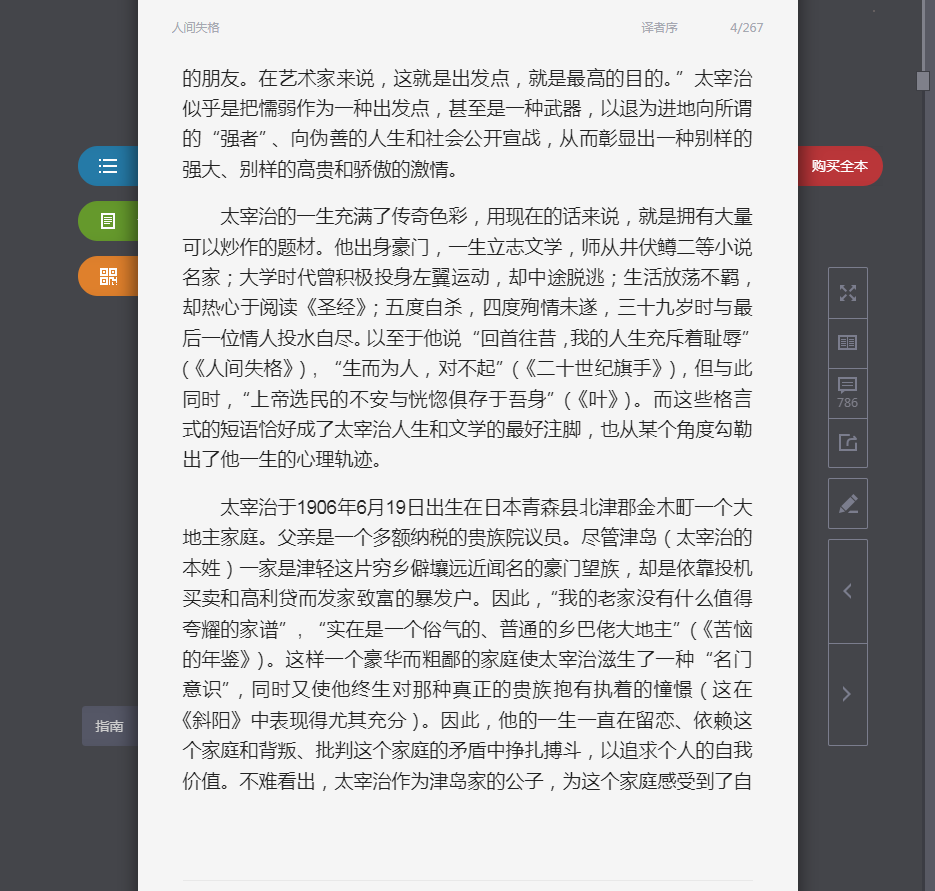 人间失格 译者序 4/267
的朋友。在艺术家来说，这就是出发点，就是最高的目的。”太宰治
似乎是把懦弱作为一种出发点，甚至是一种武器，以退为进地向所谓
的“强者”、向伪善的人生和社会公开宣战，从而彰显出一种别样的
强大、别样的高贵和骄傲的激情。
太宰治的一生充满了传奇色彩，用现在的话来说，就是拥有大量
可以炒作的题材。他出身豪门，一生立志文学，师从井伏鳟二等小说
名家；大学时代曾积极投身左翼运动，却中途脱逃；生活放荡不羁，
却热心于阅读《圣经》；五度自杀，四度殉情未遂，三十九岁时与最
后一位情人投水自尽。以至于他说“回首往昔，我的人生充斥着耻辱”
(《人间失格》)，“生而为人，对不起”(《二十世纪旗手》)，但与此
同时，“上帝选民的不安与恍惚俱存于吾身”(《叶》)。而这些格言
式的短语恰好成了太宰治人生和文学的最好注脚，也从某个角度勾勒
出了他一生的心理轨迹。
太宰治于1906年6月19日出生在日本青森县北津郡金木町一个大
地主家庭。父亲是一个多额纳税的贵族院议员。尽管津岛（太宰治的
本姓）一家是津轻这片穷乡僻壤远近闻名的豪门望族，却是依靠投机
买卖和高利贷而发家致富的暴发户。因此，“我的老家没有什么值得
夸耀的家谱”，“实在是一个俗气的、普通的乡巴佬大地主”(《苦恼
的年鉴》)。这样一个豪华而粗鄙的家庭使太宰治滋生了一种“名门
意识”，同时又使他终生对那种真正的贵族抱有执着的憧憬（这在
《斜阳》中表现得尤其充分）。因此，他的一生一直在留恋、依赖这
个家庭和背叛、批判这个家庭的矛盾中挣扎搏斗，以追求个人的自我
价值。不难看出，太宰治作为津岛家的公子，为这个家庭感受到了自
购买全本
786
指南